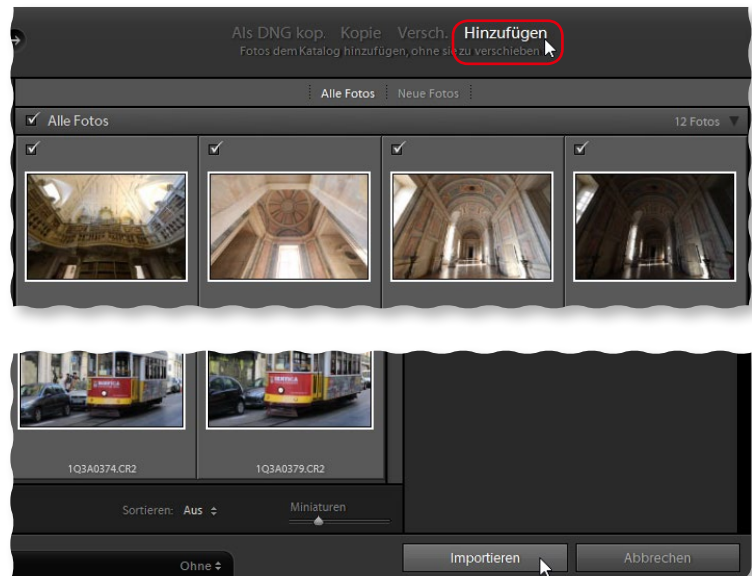 Als DNG kop. Kopie Versch. Hinzufügen
Fotos dem Katalog hinzufügen, ohne sie zu verschieben
Alle Fotos Neue Fotos
Alle Fotos 12 Fotos
1Q3A0374.CR2 1Q3A0379.CR2
Sortieren: Aus Miniaturen
Ohne Importieren Abbrechen